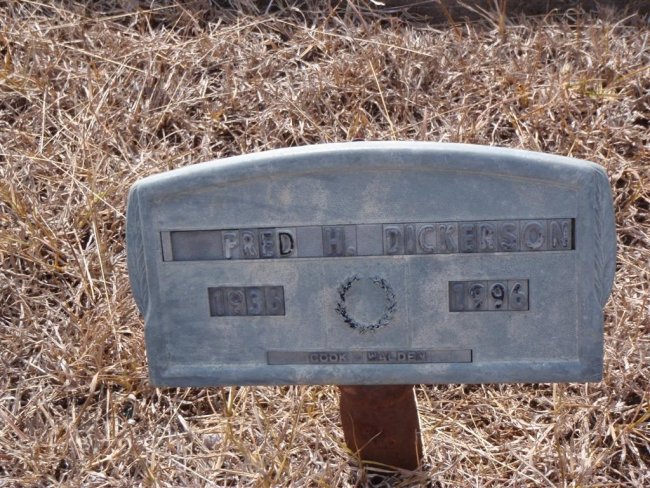 FRED H. DICKERSON
1936 1996
COOK - WALDEN